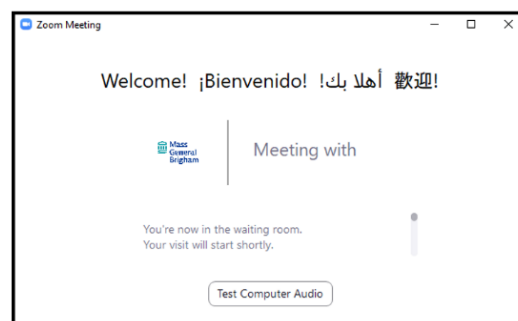 Zoom Meeting
Welcome! ¡Bienvenido! !أهلا بك 歡迎!
Mass
General
Brigham
Meeting with
You're now in the waiting room.
Your visit will start shortly.
Test Computer Audio